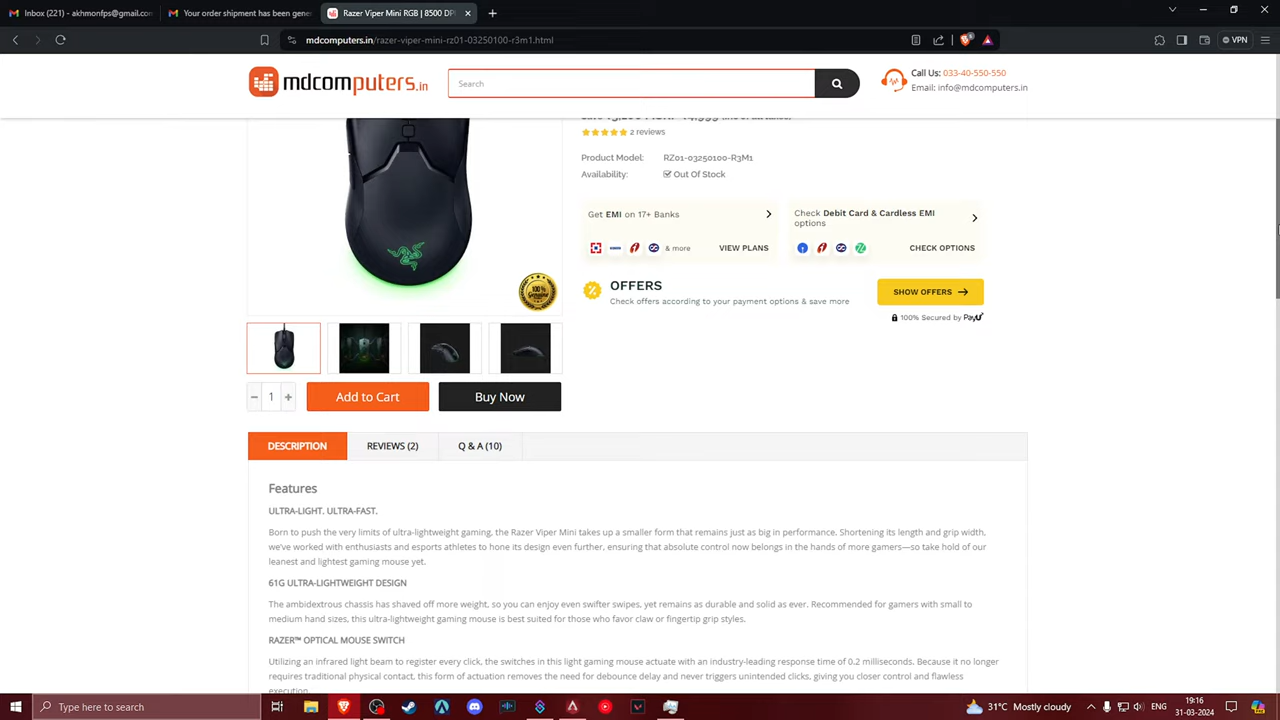 Inbox (221) - akhmonfps@gmail.com
Your order shipment has been gener
Razer Viper Mini RGB | 8500 DP
mdcomputers.in/razer-viper-mini-rz01-03250100-r3m1.html
VPN
mdcomputers.in
Search
Call Us: 033-40-550-550
Email: info@mdcomputers.in
2 reviews
Product Model: RZ01-03250100-R3M1
Availability: Out Of Stock
Get EMI on 17+ Banks
& more VIEW PLANS
Check Debit Card & Cardless EMI
options
CHECK OPTIONS
100% Genuine
OFFERS
Check offers according to your payment options & save more
SHOW OFFERS
100% Secured by PayU
1
Add to Cart
Buy Now
DESCRIPTION
REVIEWS (2)
Q & A (10)
Features
ULTRA-LIGHT. ULTRA-FAST.
Born to push the very limits of ultra-lightweight gaming, the Razer Viper Mini takes up a smaller form that remains just as big in performance. Shortening its length and grip width,
we've worked with enthusiasts and esports athletes to hone its design even further, ensuring that absolute control now belongs in the hands of more gamers—so take hold of our
leanest and lightest gaming mouse yet.
61G ULTRA-LIGHTWEIGHT DESIGN
The ambidextrous chassis has shaved off more weight, so you can enjoy even swifter swipes, yet remains as durable and solid as ever. Recommended for gamers with small to
medium hand sizes, this ultra-lightweight gaming mouse is best suited for those who favor claw or fingertip grip styles.
RAZER™ OPTICAL MOUSE SWITCH
Utilizing an infrared light beam to register every click, the switches in this light gaming mouse actuate with an industry-leading response time of 0.2 milliseconds. Because it no longer
requires traditional physical contact, this form of actuation removes the need for debounce delay and never triggers unintended clicks, giving you closer control and flawless
execution.
Type here to search
31°C Mostly cloudy
ENG
19:16
31-03-2024